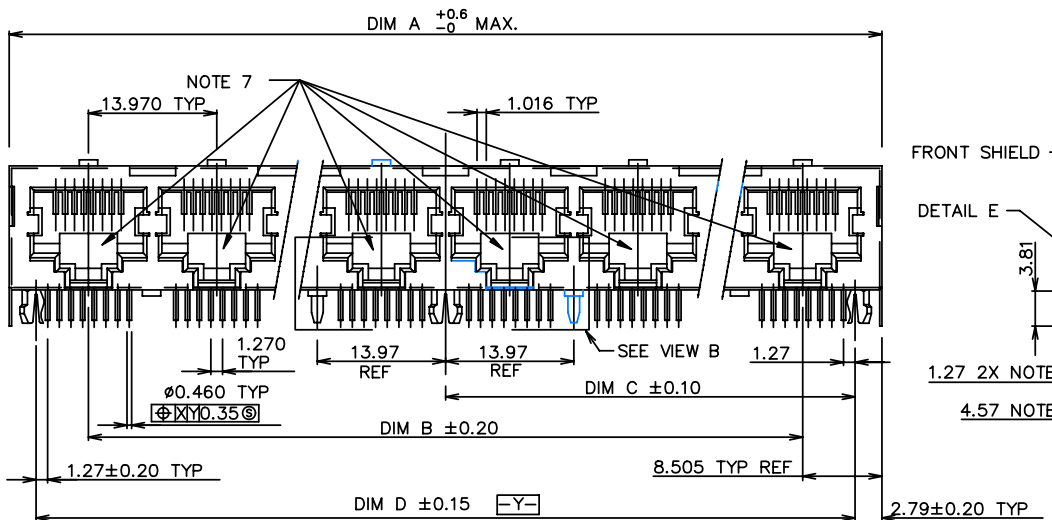 DIM A +0.6 -0 MAX.
NOTE 7
13.970 TYP
1.016 TYP
FRONT SHIELD
DETAIL E
3.81
1.270
TYP
13.97
REF
13.97
REF
SEE VIEW B
1.27
1.27 2X NOTE
Ø0.460 TYP
DIM C ±0.10
⌖ XY 0.35 Ⓢ
4.57 NOTE
DIM B ±0.20
1.27±0.20 TYP
8.505 TYP REF
DIM D ±0.15 -Y-
2.79±0.20 TYP